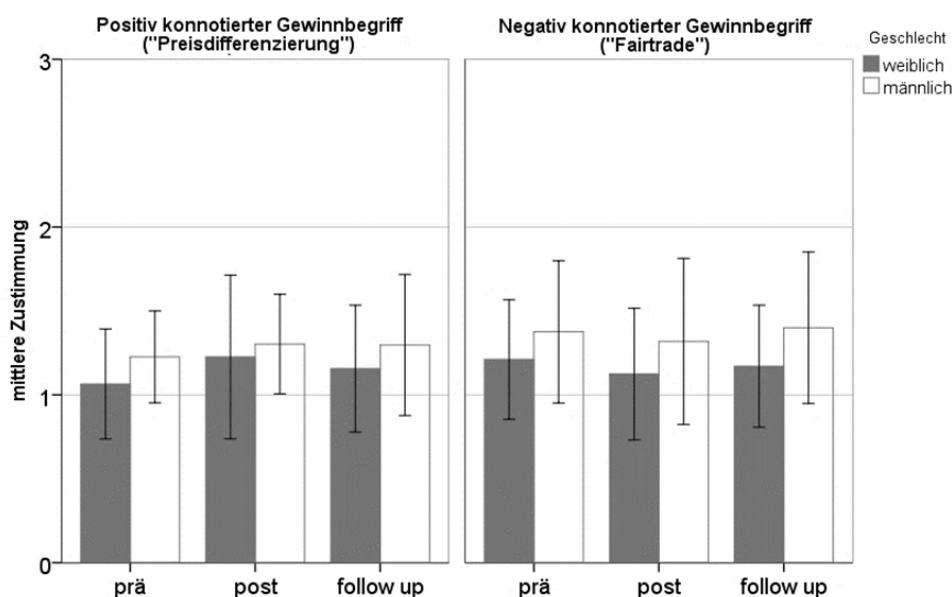 Positiv konnotierter Gewinnbegriff
("Preisdifferenzierung")
Negativ konnotierter Gewinnbegriff
("Fairtrade")
Geschlecht
weiblich
männlich
mittlere Zustimmung
3
2
1
0
prä post follow up
prä post follow up